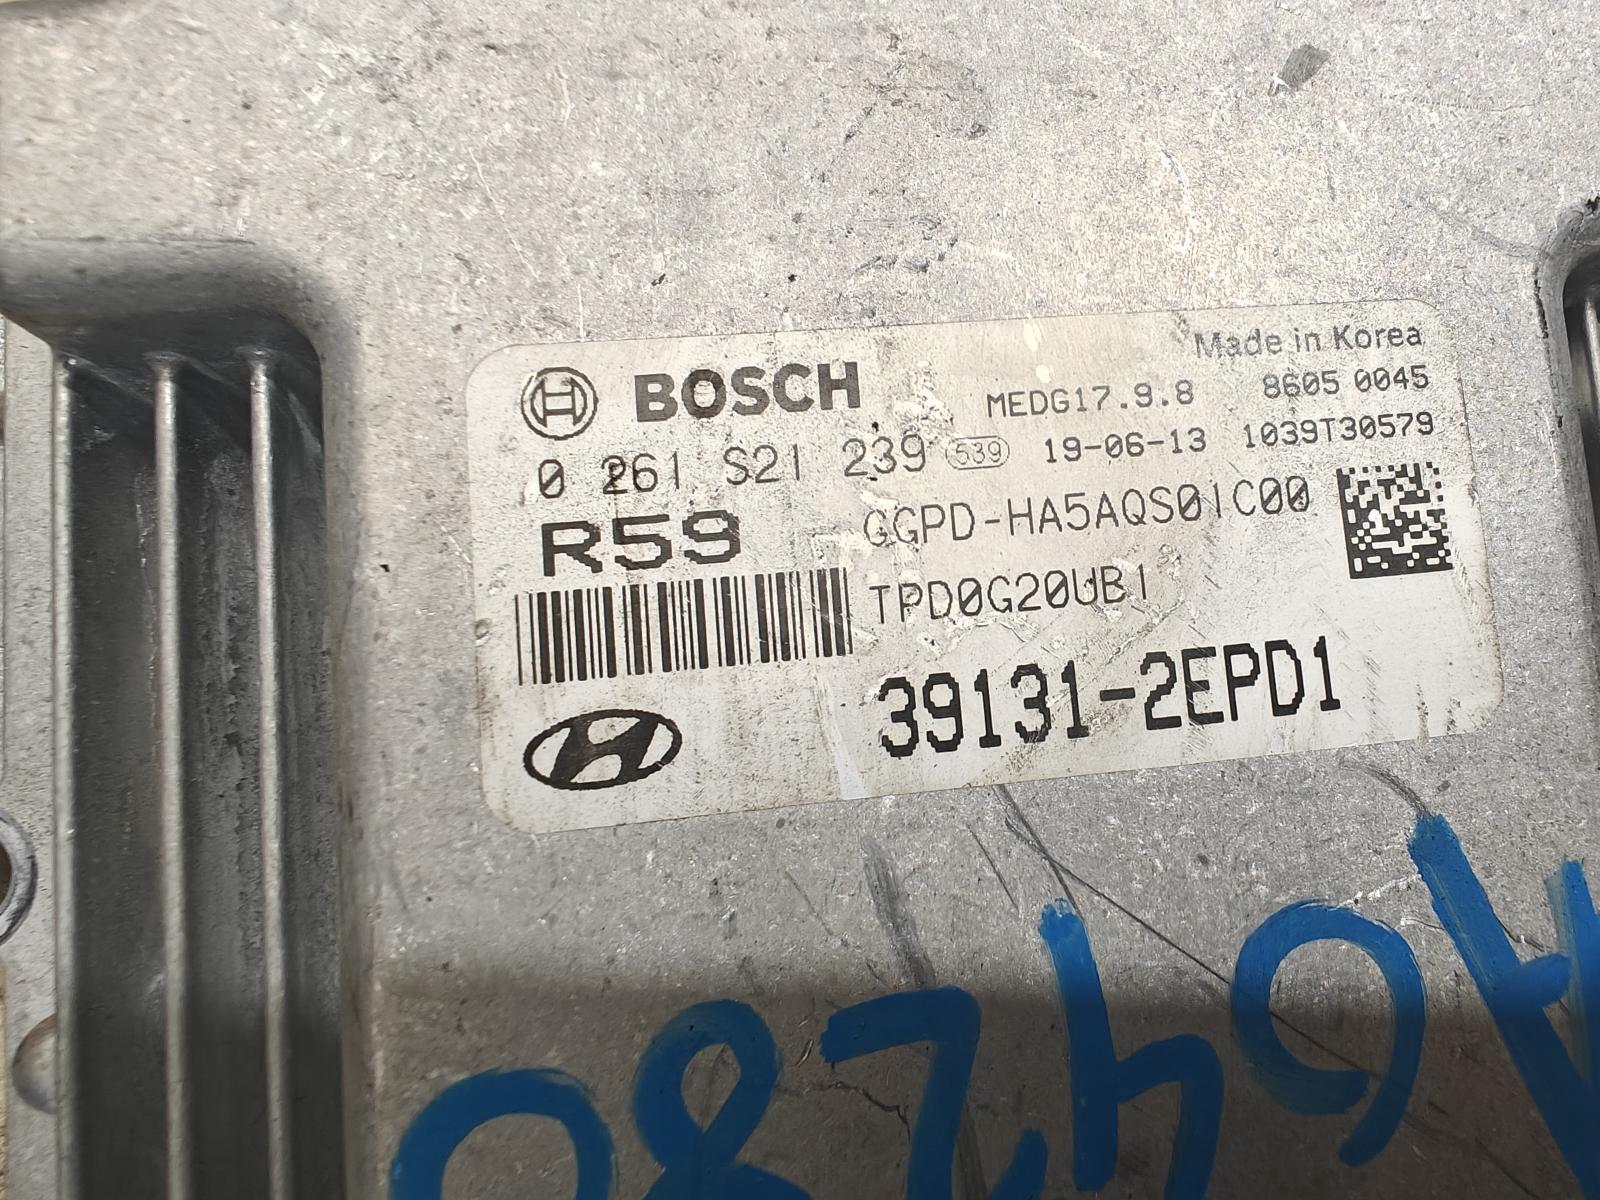 BOSCH
Made in Korea
MEDG17.9.8 8605 0045
0 261 S21 239 539 19-06-13 1039T30579
R59 GGPD-HA5AQS01C00
TPD0G20UB1
39131-2EPD1